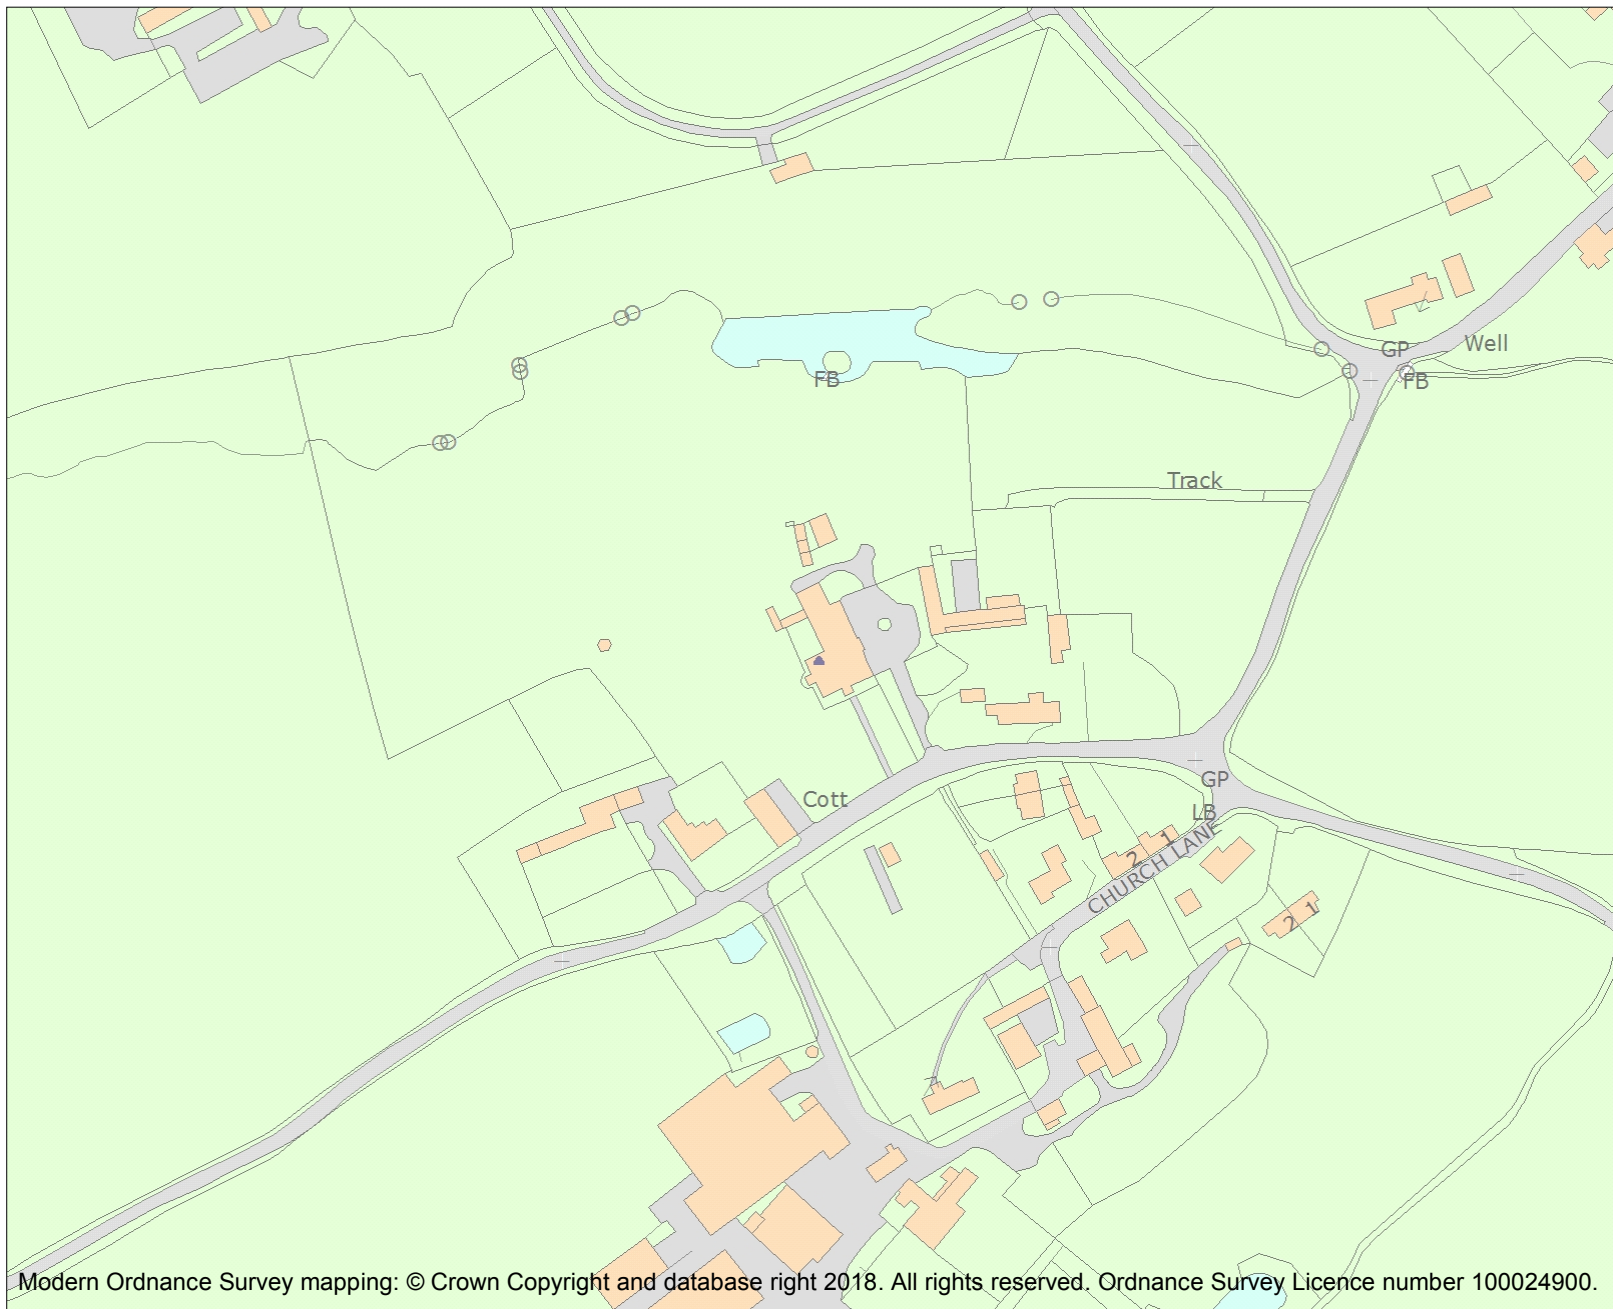 GP
Well
FB
FB
Track
GP
Cott
LB
1
2
CHURCH LANE
1
2
Modern Ordnance Survey mapping: © Crown Copyright and database right 2018. All rights reserved. Ordnance Survey Licence number 100024900.